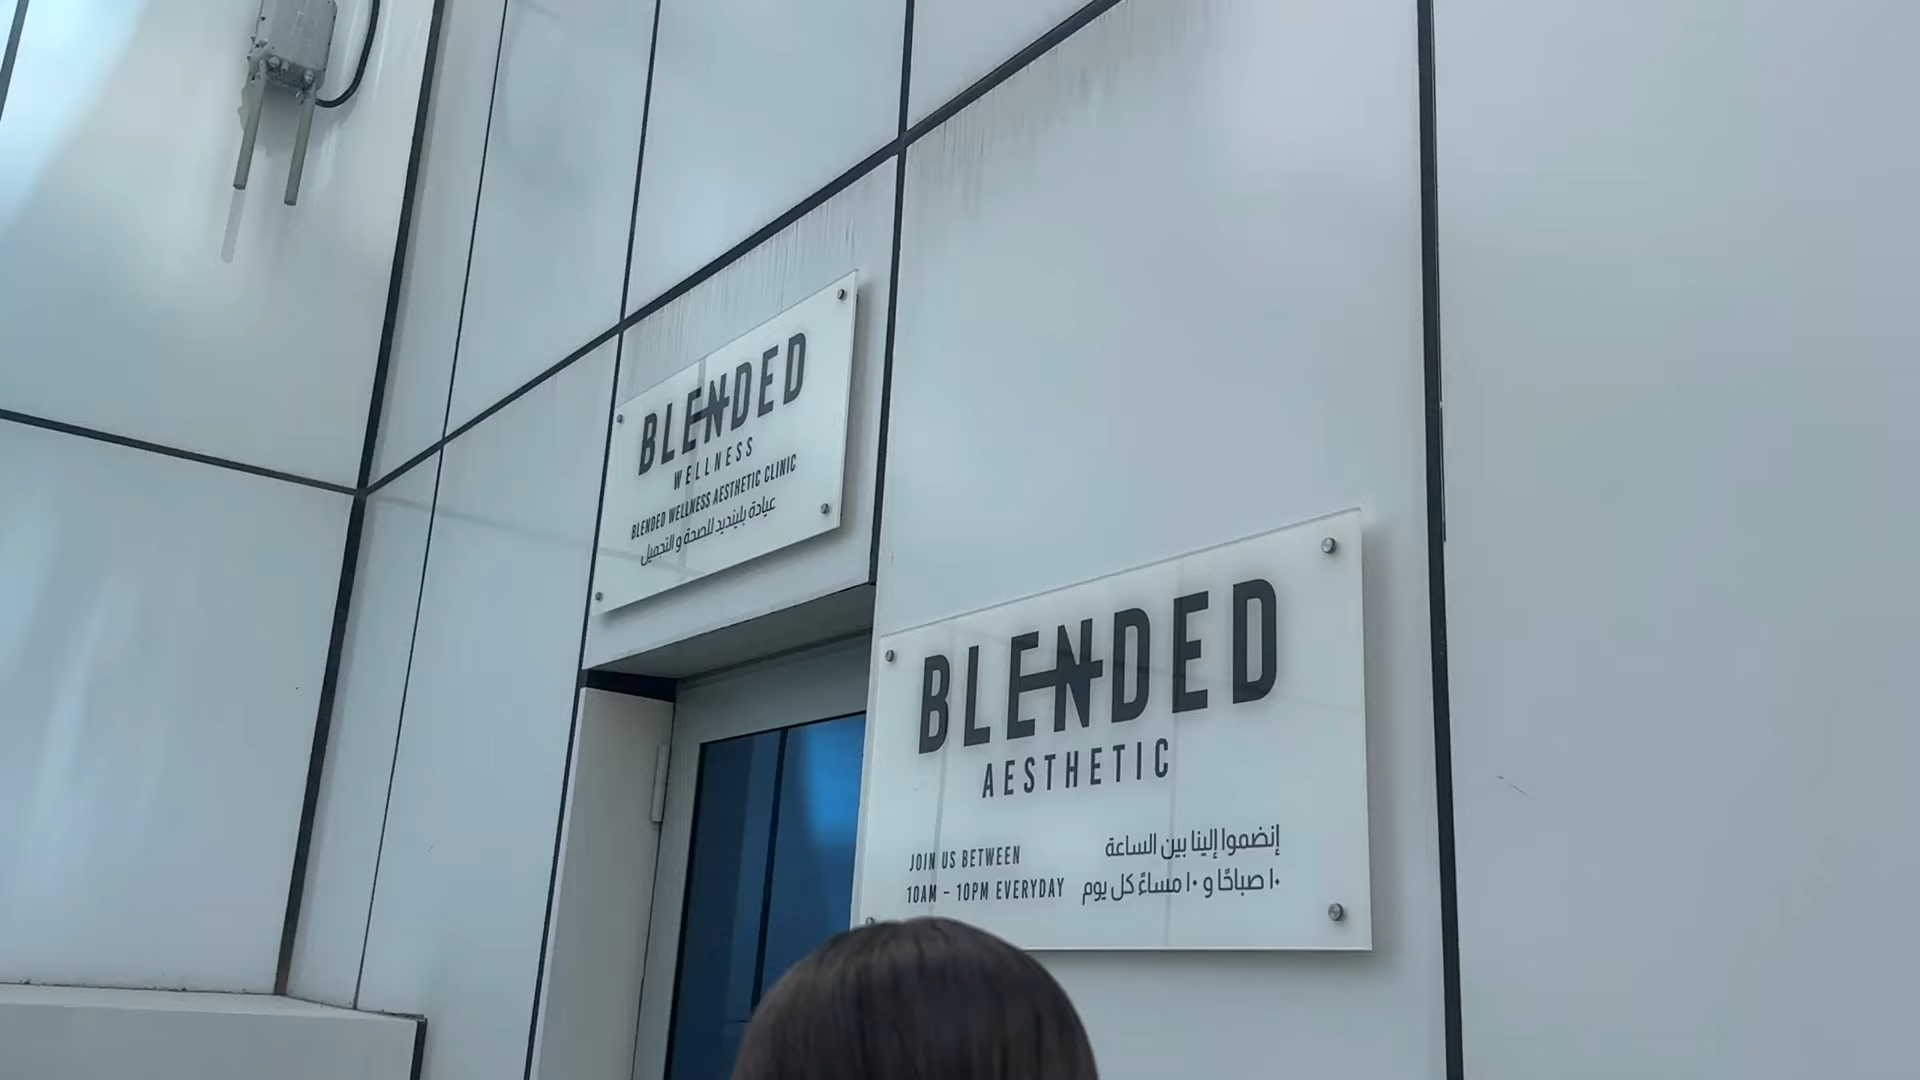 BLENDED
WELLNESS
BLENDED WELLNESS AESTHETIC CLINIC
عيادة بلينديد للصحة و التجميل
BLENDED
AESTHETIC
JOIN US BETWEEN
10AM – 10PM EVERYDAY
إنضموا إلينا بين الساعة
١٠ صباحًا و ١٠ مساءً كل يوم